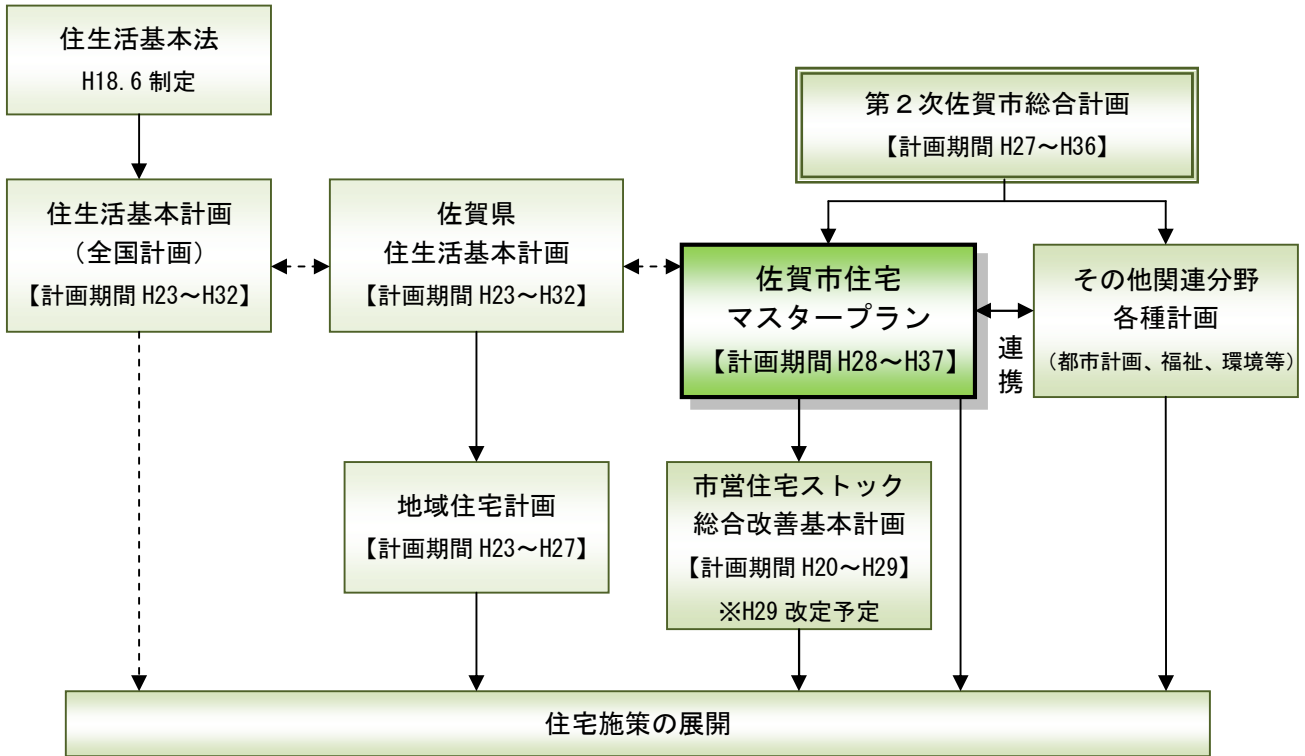 住生活基本法
H18.6 制定
第２次佐賀市総合計画
【計画期間 H27～H36】
住生活基本計画
（全国計画）
【計画期間 H23～H32】
佐賀県
住生活基本計画
【計画期間 H23～H32】
佐賀市住宅
マスタープラン
【計画期間 H28～H37】
連携
その他関連分野
各種計画
（都市計画、福祉、環境等）
地域住宅計画
【計画期間 H23～H27】
市営住宅ストック
総合改善基本計画
【計画期間 H20～H29】
※H29 改定予定
住宅施策の展開